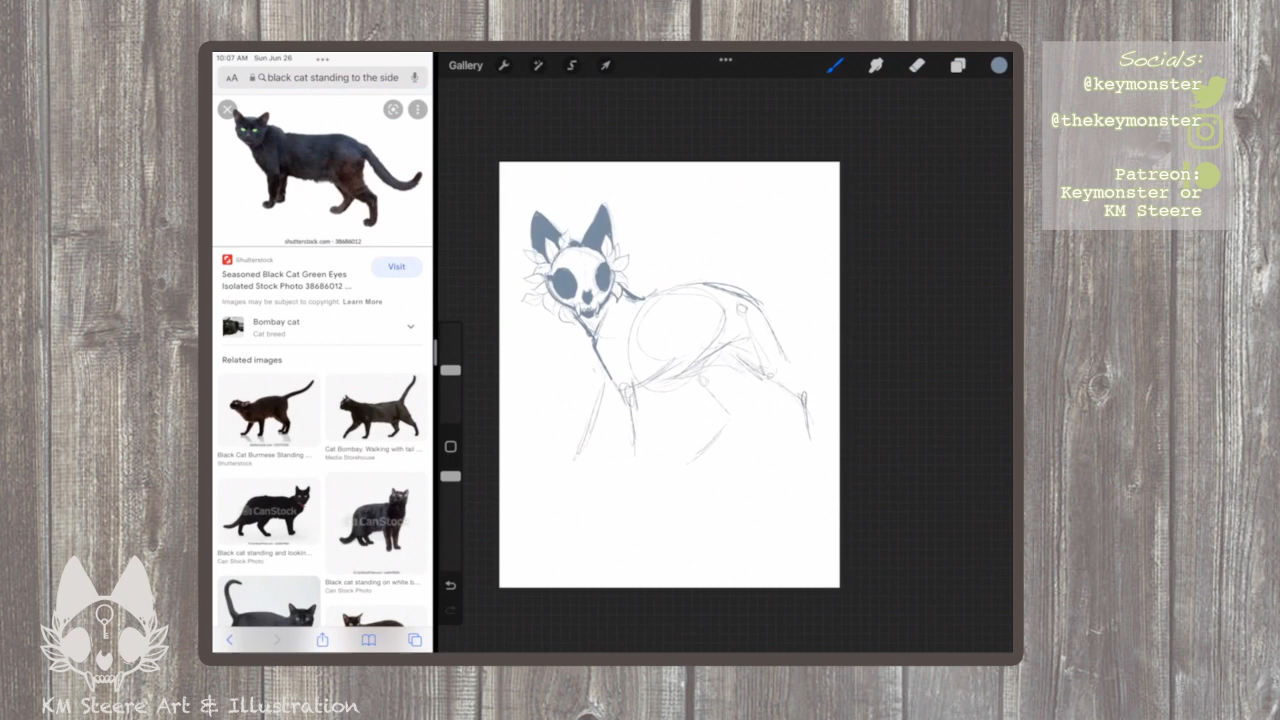 10:07 AM Sun Jun 26
AA black cat standing to the side
shutterstock.com · 38686012
Shutterstock
Seasoned Black Cat Green Eyes
Isolated Stock Photo 38686012 ...
Visit
Images may be subject to copyright. Learn More
Bombay cat
Cat breed
Related images
Black Cat Burmese Standing ...
Shutterstock
Cat Bombay. Walking with tail ...
Media Storehouse
CanStock
Black cat standing and lookin...
Can Stock Photo
CanStock
Black cat standing on white b...
Can Stock Photo
Gallery
Socials:
@keymonster
@thekeymonster
Patreon:
Keymonster or
KM Steere
KM Steere Art & Illustration